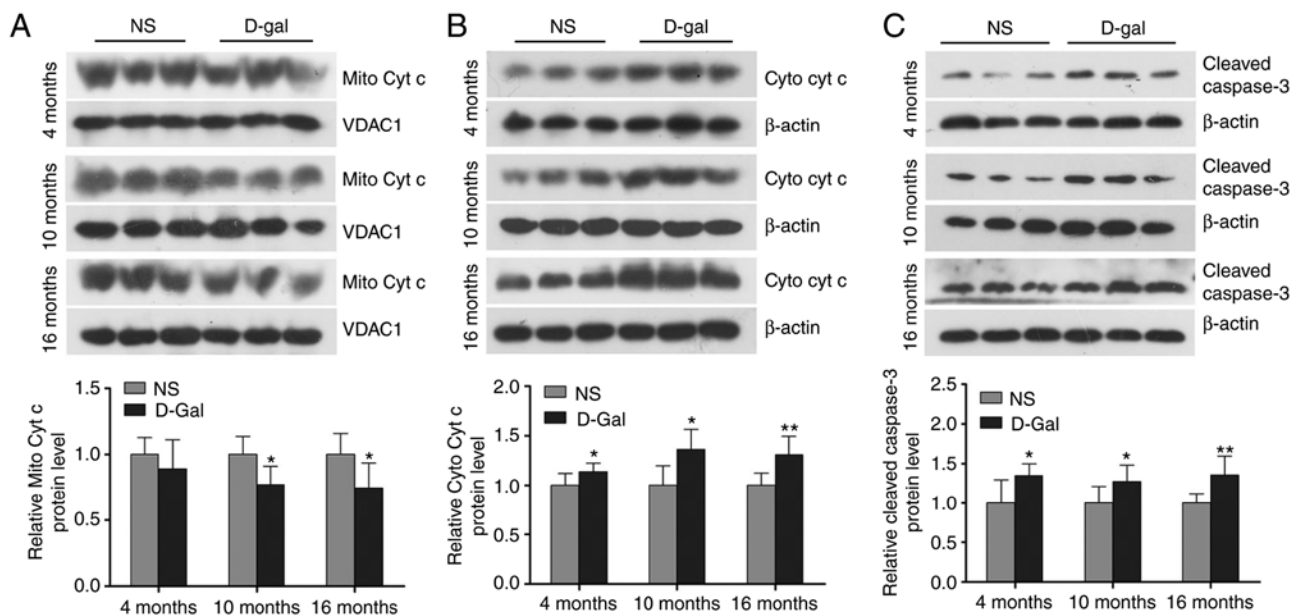 A
NS D-gal
4 months
Mito Cyt c
VDAC1
10 months
Mito Cyt c
VDAC1
16 months
Mito Cyt c
VDAC1
Relative Mito Cyt c
protein level
1.5
1.0
0.5
0.0
NS
D-Gal
* *
4 months 10 months 16 months
B
NS D-gal
4 months
Cyto cyt c
β-actin
10 months
Cyto cyt c
β-actin
16 months
Cyto cyt c
β-actin
Relative Cyto Cyt c
protein level
2.0
1.5
1.0
0.5
0.0
NS
D-Gal
* * **
4 months 10 months 16 months
C
NS D-gal
4 months
Cleaved
caspase-3
β-actin
10 months
Cleaved
caspase-3
β-actin
16 months
Cleaved
caspase-3
β-actin
Relative cleaved caspase-3
protein level
2.5
2.0
1.5
1.0
0.5
0.0
NS
D-Gal
* * **
4 months 10 months 16 months